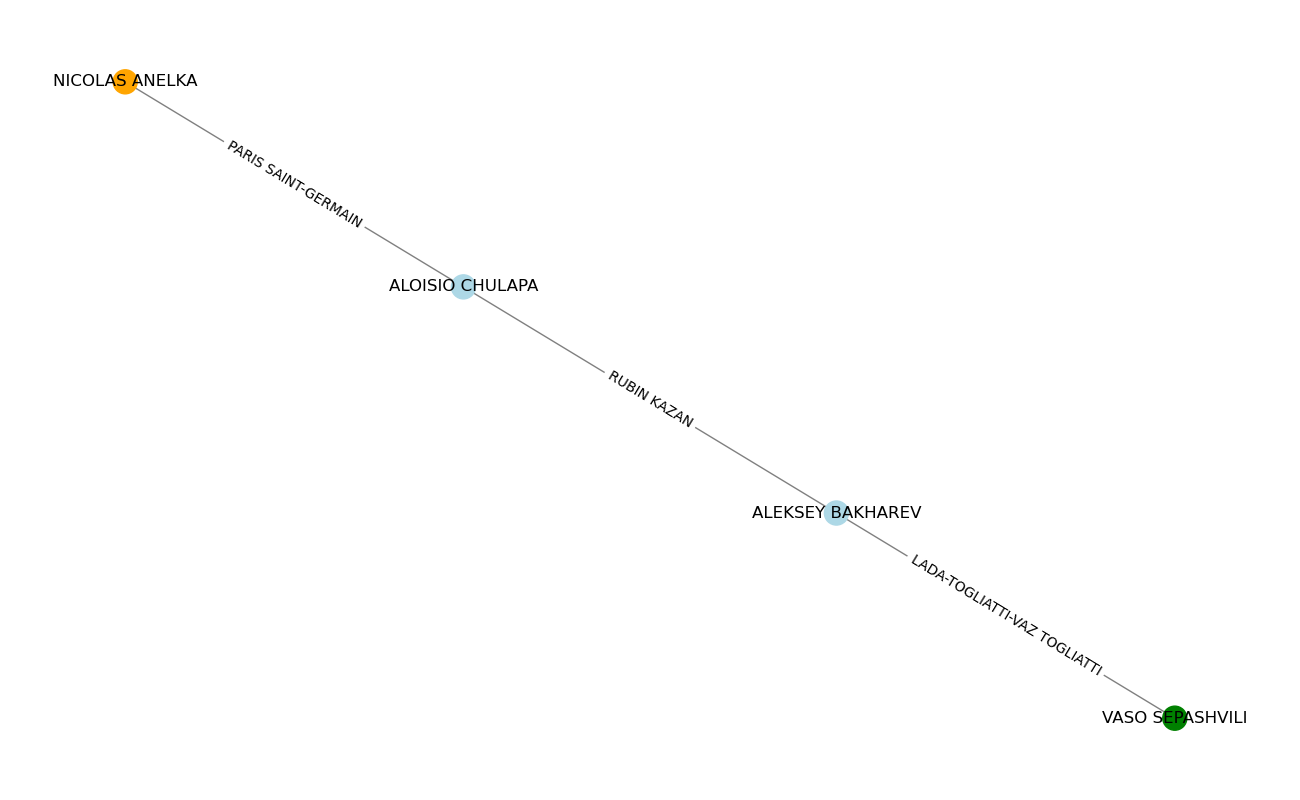 NICOLAS ANELKA
PARIS SAINT-GERMAIN
ALOISIO CHULAPA
RUBIN KAZAN
ALEKSEY BAKHAREV
LADA-TOGLIATTI-VAZ TOGLIATTI
VASO SEPASHVILI